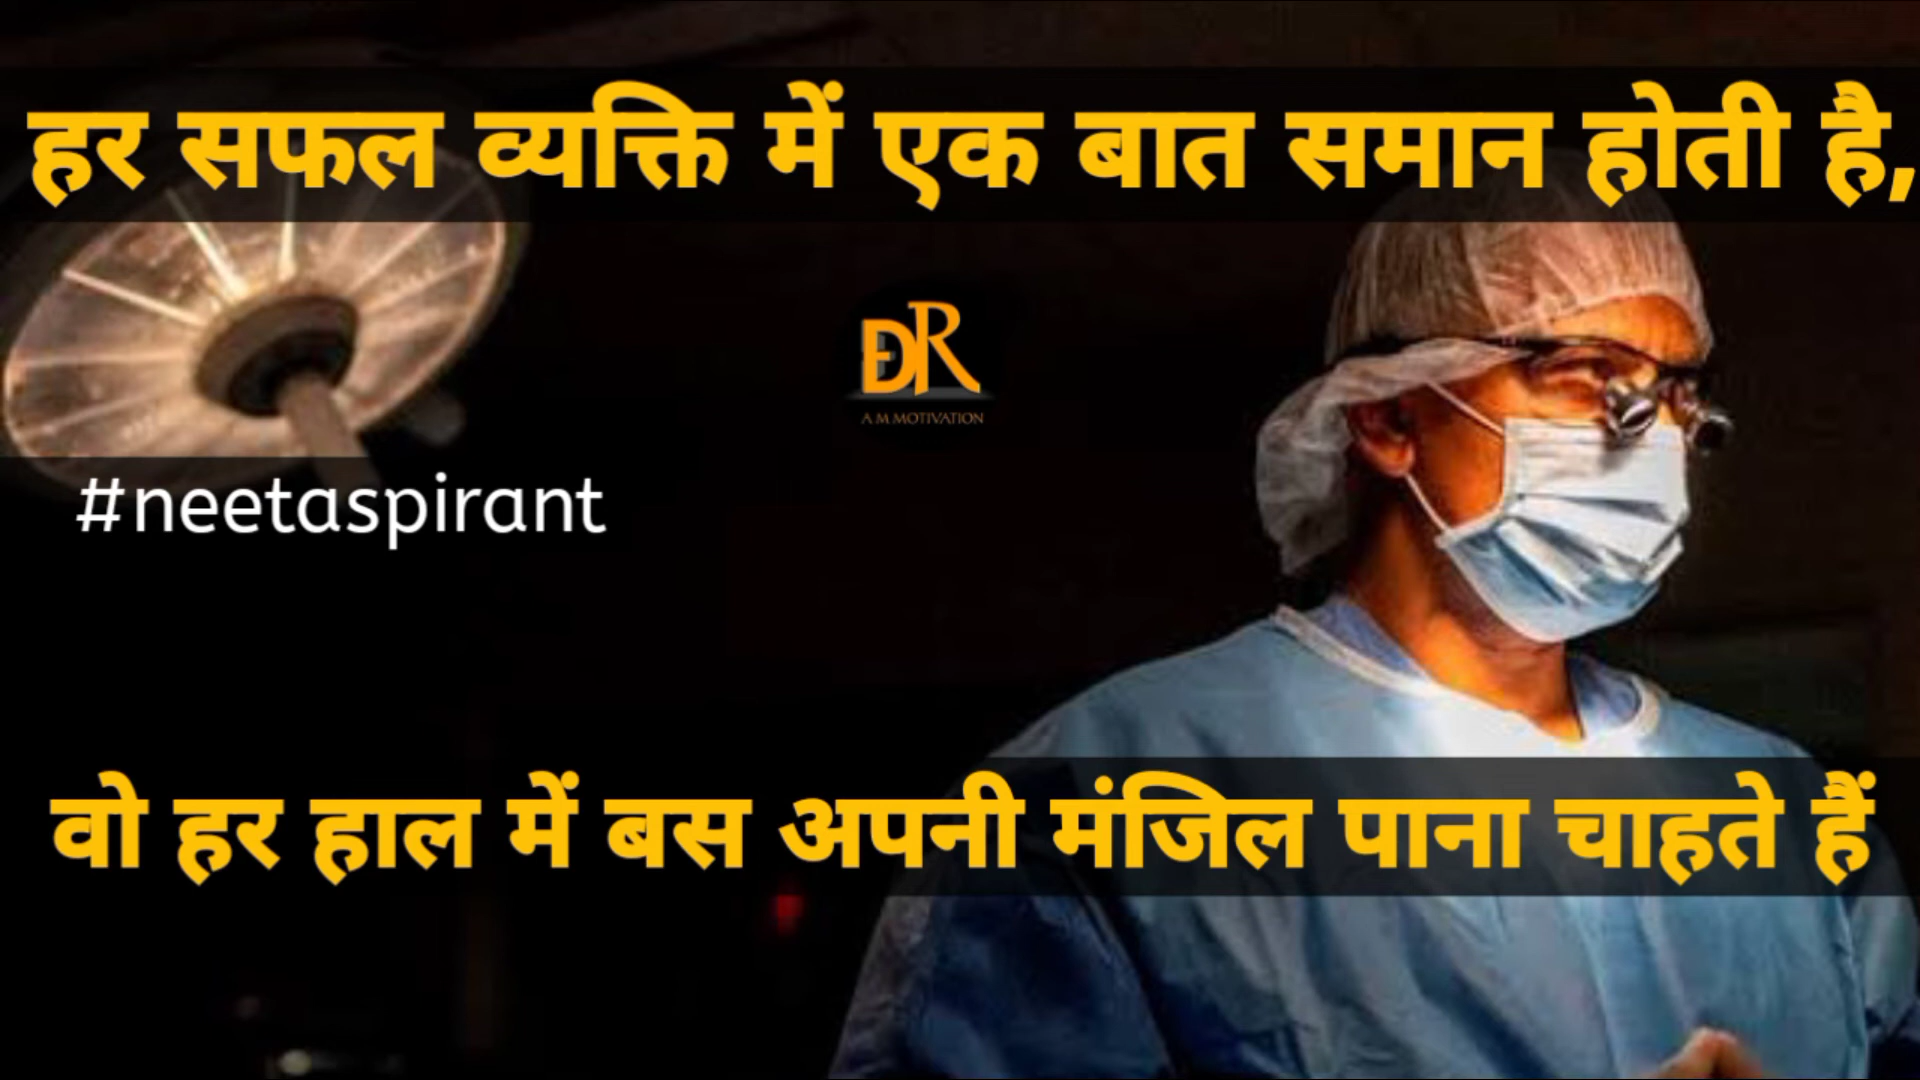 हर सफल व्यक्ति में एक बात समान होती है,
DR
A M MOTIVATION
#neetaspirant
वो हर हाल में बस अपनी मंजिल पाना चाहते हैं